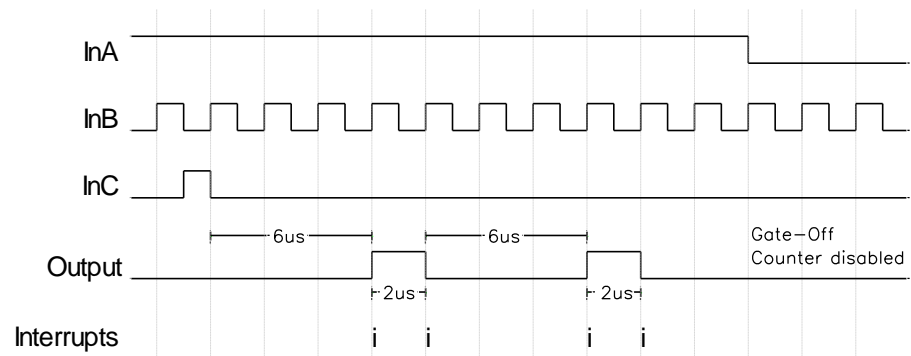 InA
InB
InC
6us 6us
Gate-Off
Counter disabled
Output
2us 2us
Interrupts i i i i